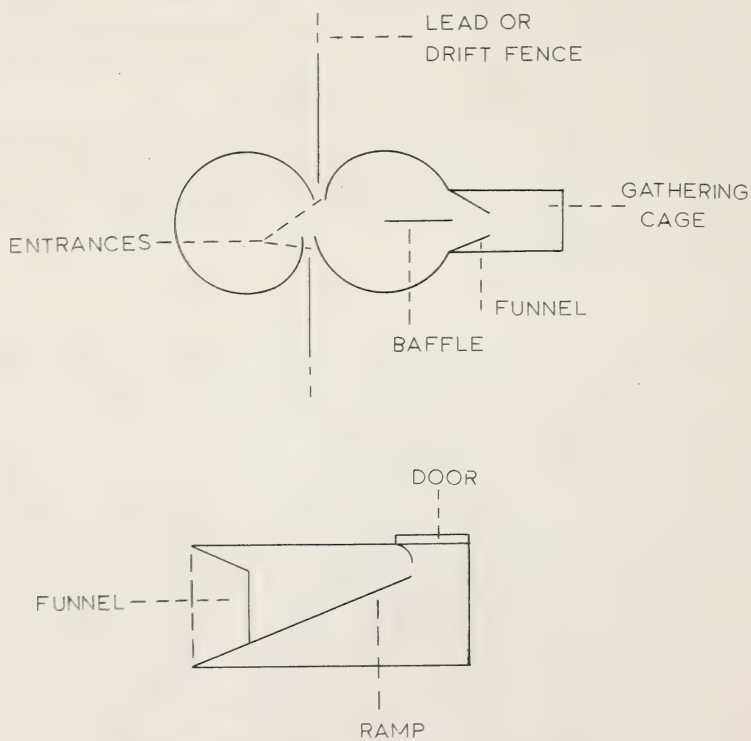 LEAD OR
DRIFT FENCE
GATHERING
CAGE
ENTRANCES
FUNNEL
BAFFLE
DOOR
FUNNEL
RAMP